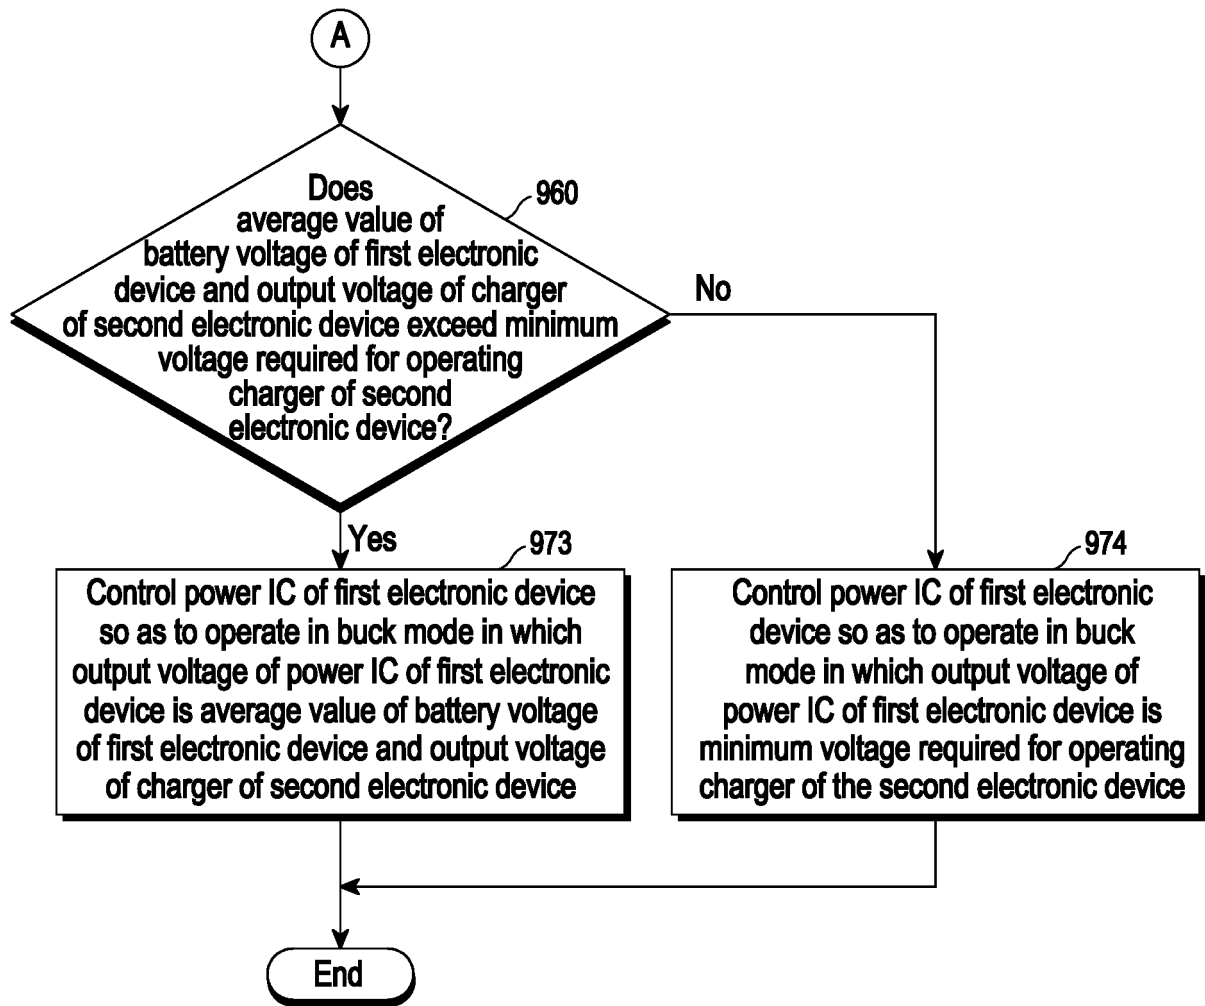 A
Does
average value of
battery voltage of first electronic
device and output voltage of charger
of second electronic device exceed minimum
voltage required for operating
charger of second
electronic device?
960
No
Yes
973
Control power IC of first electronic device
so as to operate in buck mode in which
output voltage of power IC of first electronic
device is average value of battery voltage
of first electronic device and output voltage
of charger of second electronic device
974
Control power IC of first electronic
device so as to operate in buck
mode in which output voltage of
power IC of first electronic device is
minimum voltage required for operating
charger of the second electronic device
End